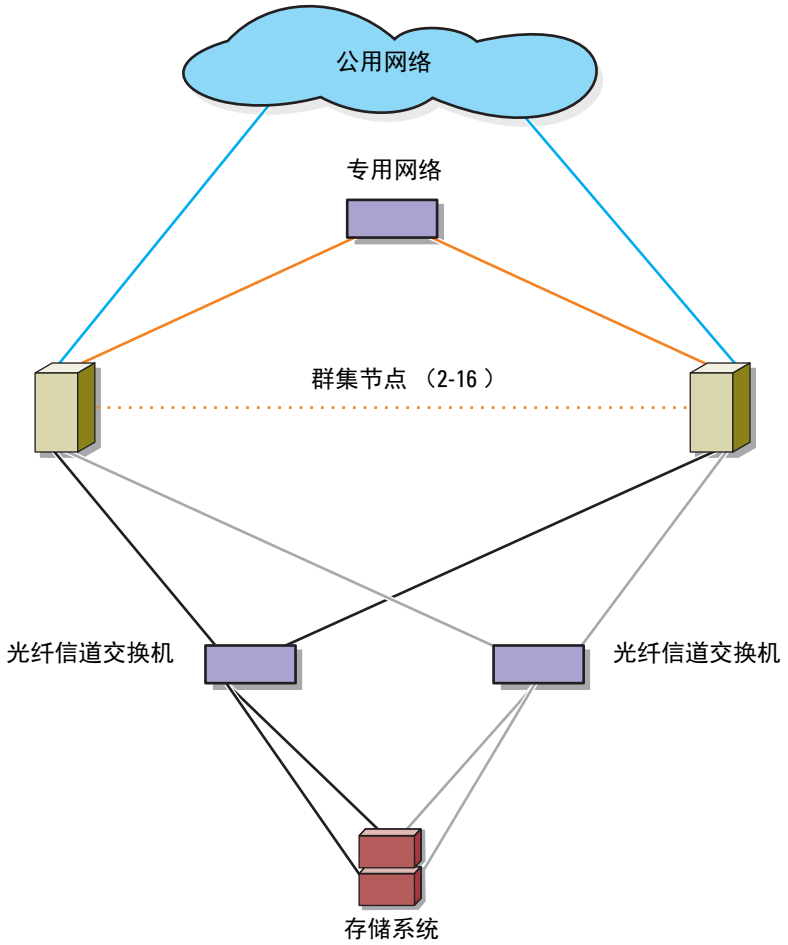 公用网络
专用网络
群集节点 （2-16 ）
光纤信道交换机
光纤信道交换机
存储系统